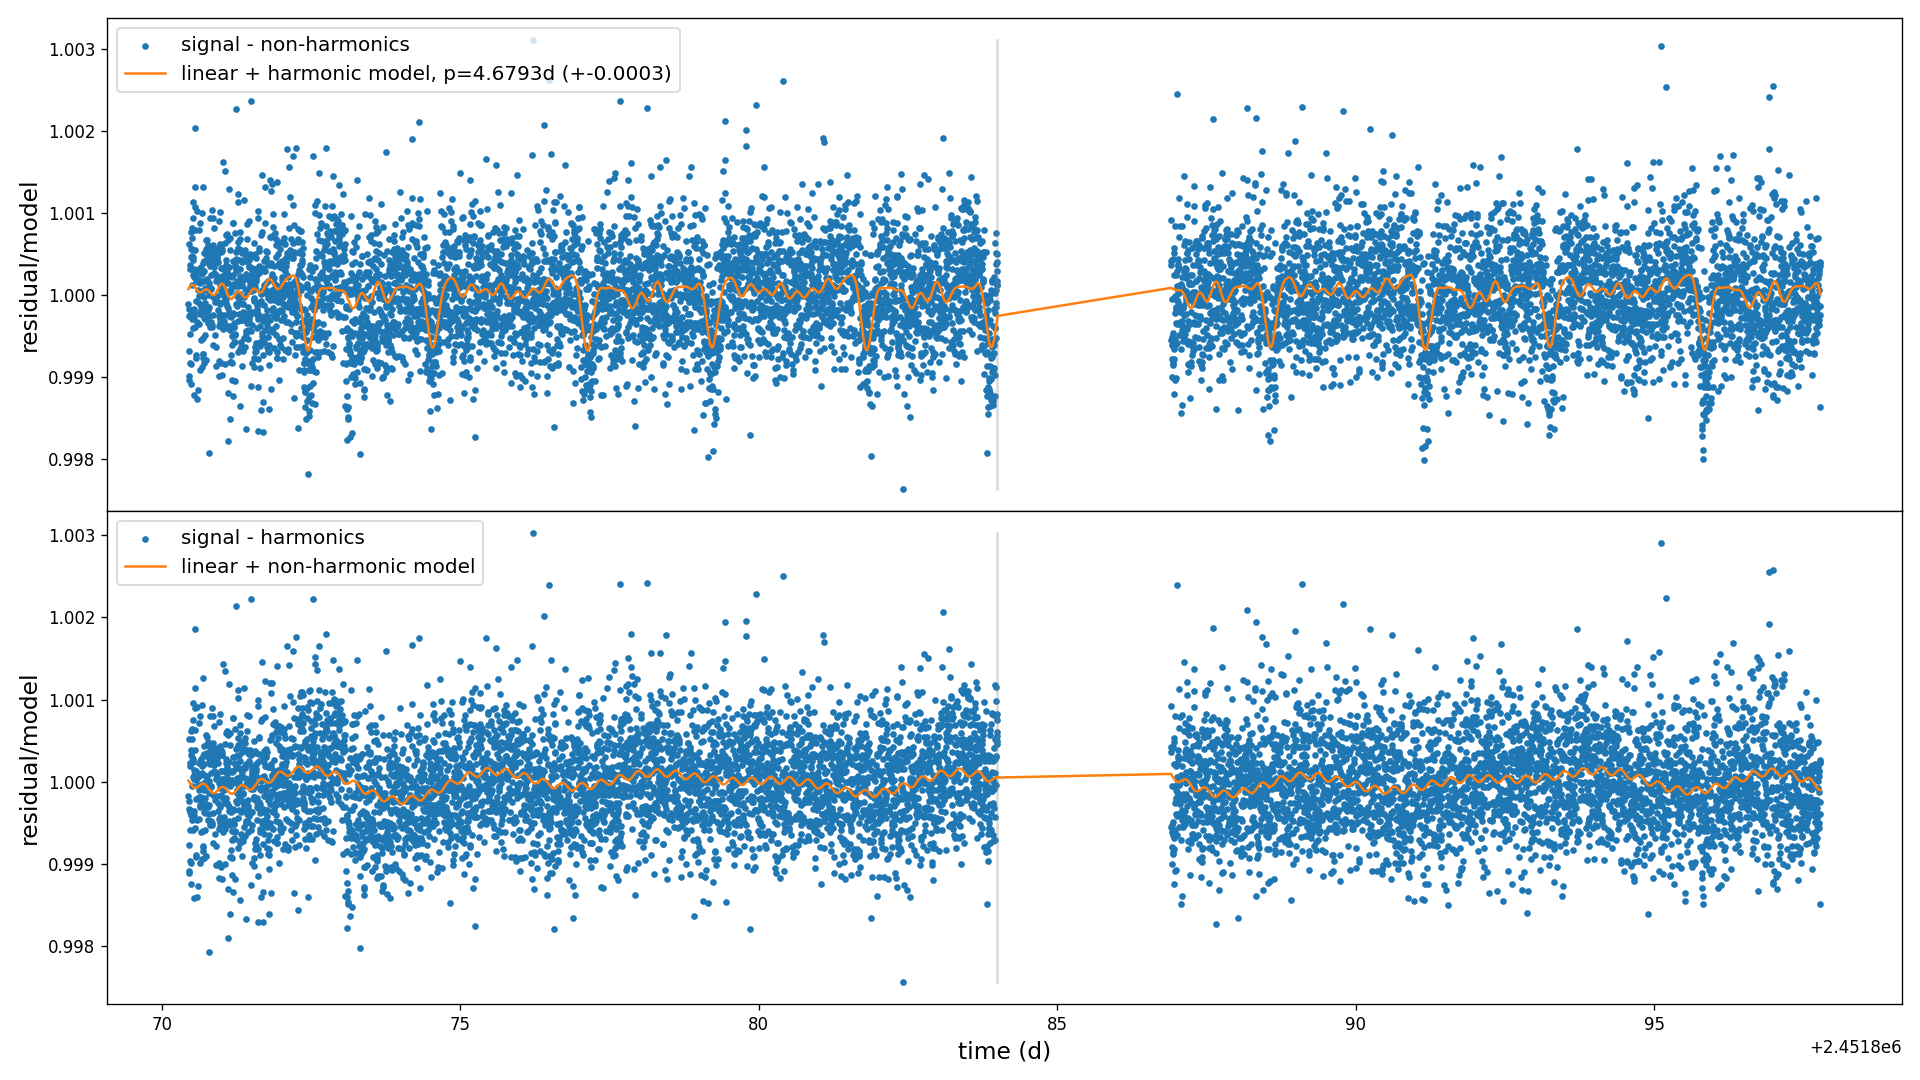 signal - non-harmonics
linear + harmonic model, p=4.6793d (+-0.0003)
1.003
1.002
1.001
1.000
0.999
0.998
residual/model
signal - harmonics
linear + non-harmonic model
1.003
1.002
1.001
1.000
0.999
0.998
residual/model
70 75 80 85 90 95
time (d)
+2.4518e6